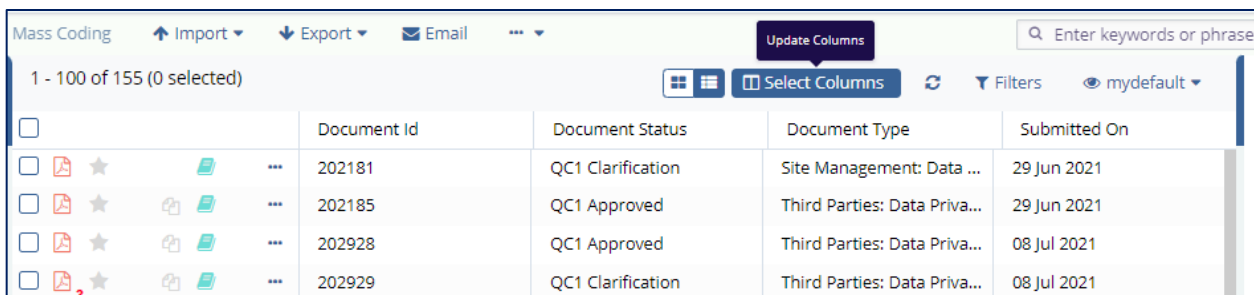 Mass Coding Import Export Email ... Update Columns Enter keywords or phrase
1 - 100 of 155 (0 selected) Select Columns Filters mydefault
Document Id Document Status Document Type Submitted On
... 202181 QC1 Clarification Site Management: Data ... 29 Jun 2021
... 202185 QC1 Approved Third Parties: Data Priva... 29 Jun 2021
... 202928 QC1 Approved Third Parties: Data Priva... 08 Jul 2021
... 202929 QC1 Clarification Third Parties: Data Priva... 08 Jul 2021